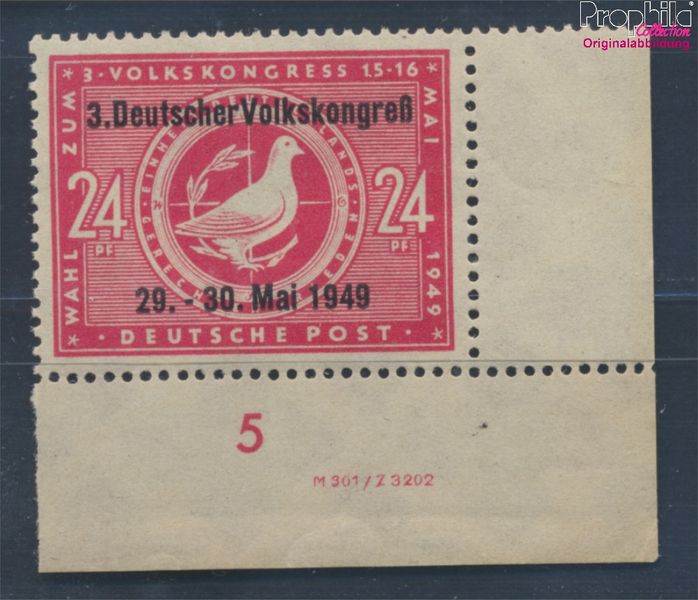 Prophila
Collection
Originalabbildung
WAHL ZUM 3 · VOLKSKONGRESS 15-16 MAI 1949
3. Deutscher Volkskongreß
24 PF
24 PF
29. - 30. Mai 1949
· DEUTSCHE POST ·
5
M 301/Z 3202